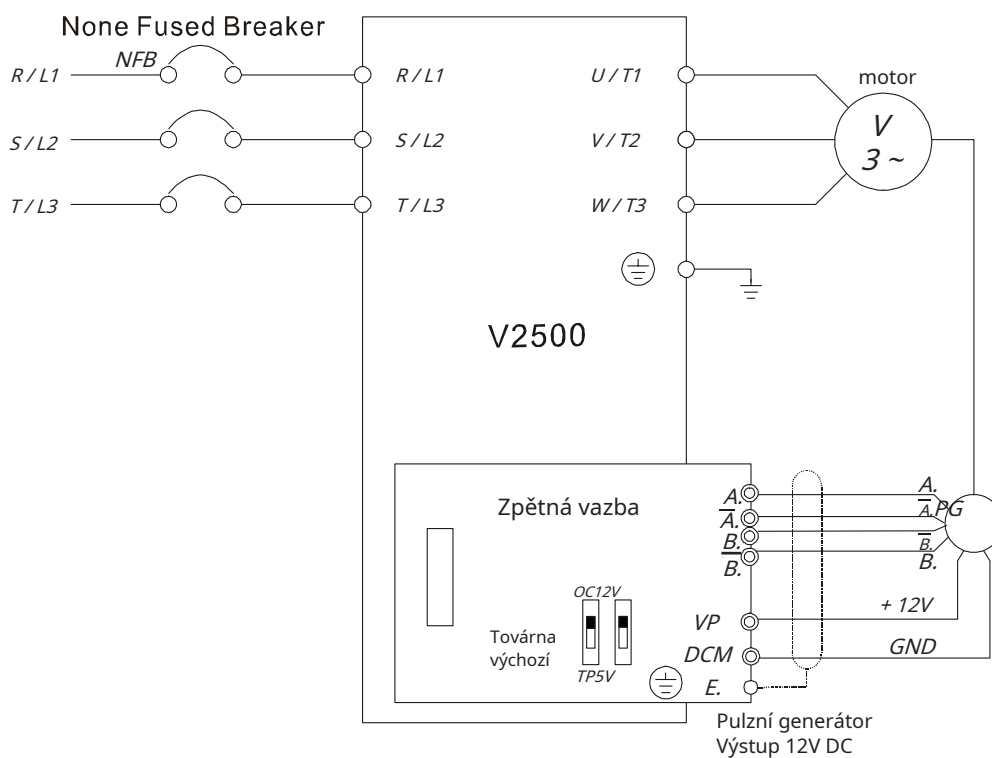 None Fused Breaker
NFB
R / L1
R / L1
U / T1
motor
S / L2
S / L2
V / T2
V
3 ~
T / L3
T / L3
W / T3
V2500
Zpětná vazba
A.
A̅.
B.
B̅.
A.
A̅.
PG
B̅.
B.
OC12V
Továrna
výchozí
TP5V
VP
+ 12V
DCM
GND
E.
Pulzní generátor
Výstup 12V DC